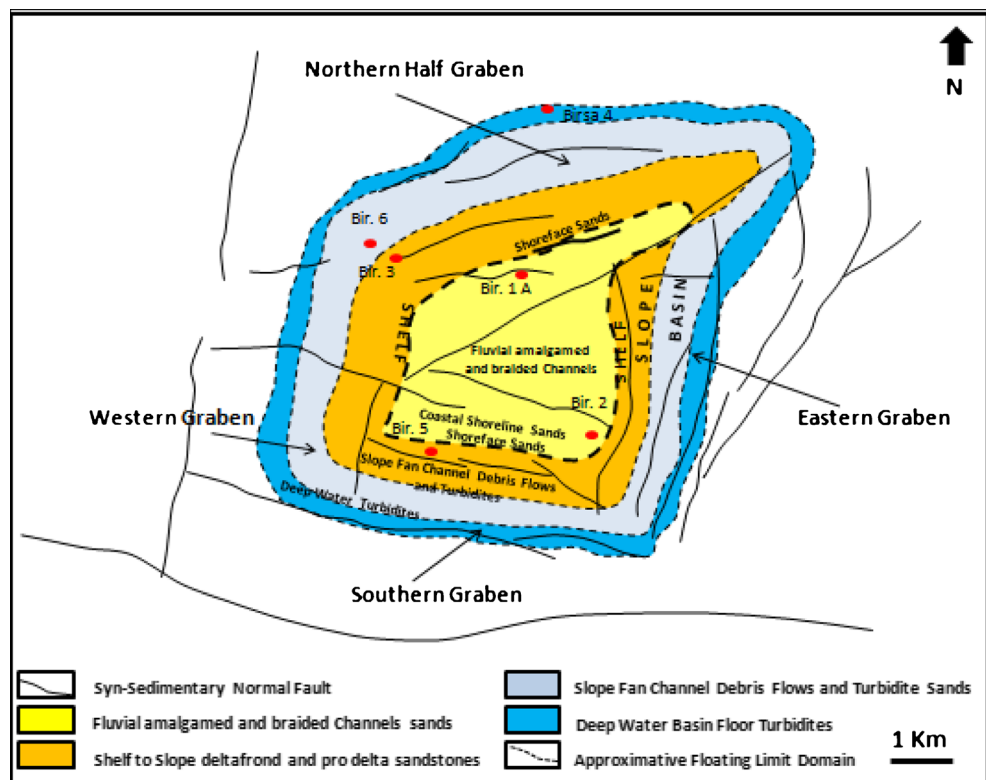 N
Northern Half Graben
Birsa 4
Bir. 6
Shoreface Sands
Bir. 3
Bir. 1 A
SHELF
SHELF
SLOPE
BASIN
Fluvial amalgamed
and braided Channels
Bir. 2
Western Graben
Eastern Graben
Coastal Shoreline Sands
Bir. 5
Shoreface Sands
Slope Fan Channel Debris Flows
and Turbidites
Deep Water Turbidites
Southern Graben
Syn-Sedimentary Normal Fault
Fluvial amalgamed and braided Channels sands
Shelf to Slope deltafrond and pro delta sandstones
Slope Fan Channel Debris Flows and Turbidite Sands
Deep Water Basin Floor Turbidites
Approximative Floating Limit Domain
1 Km